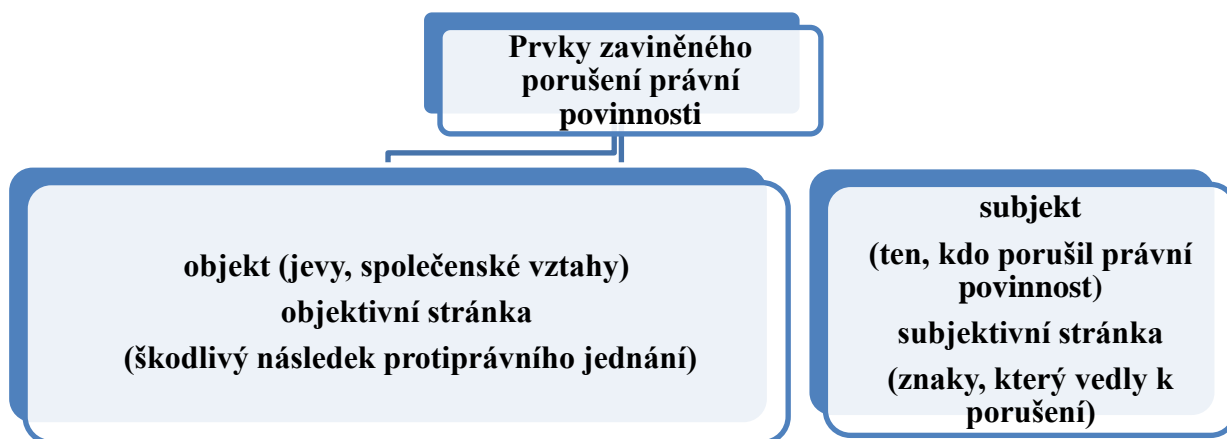 Prvky zaviněného
porušení právní
povinnosti
objekt (jevy, společenské vztahy)
objektivní stránka
(škodlivý následek protiprávního jednání)
subjekt
(ten, kdo porušil právní
povinnost)
subjektivní stránka
(znaky, který vedly k
porušení)